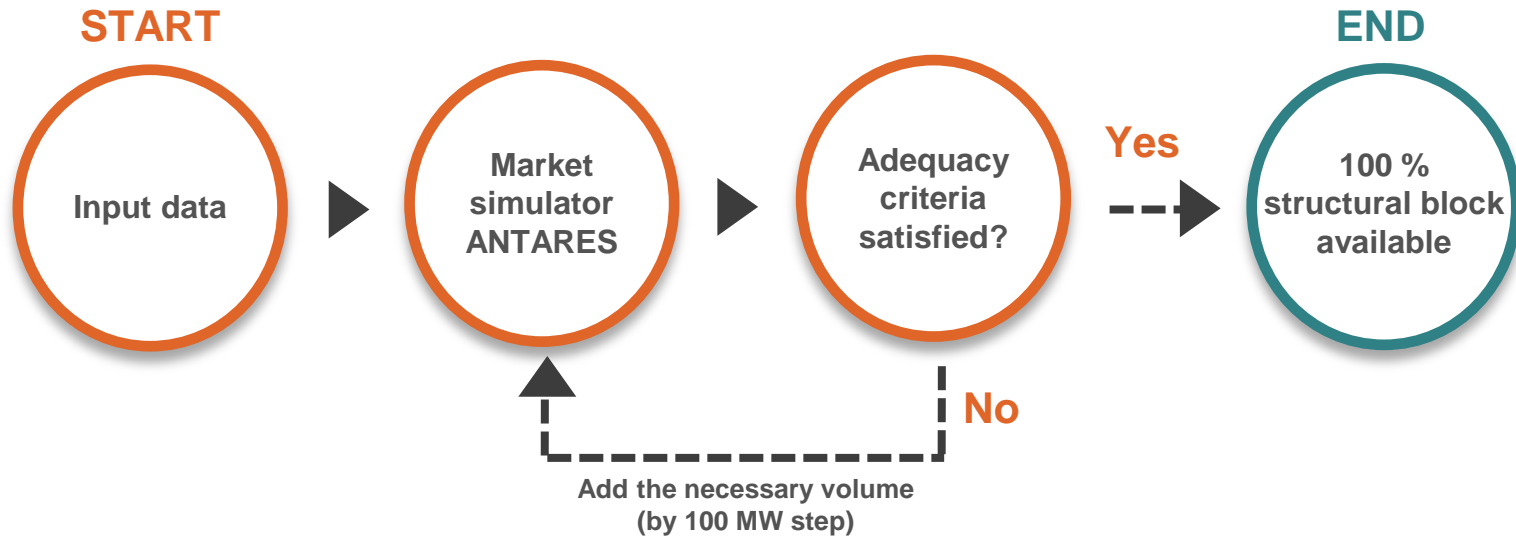 START
END
Input data
Market
simulator
ANTARES
Adequacy
criteria
satisfied?
Yes
100 %
structural block
available
No
Add the necessary volume
(by 100 MW step)